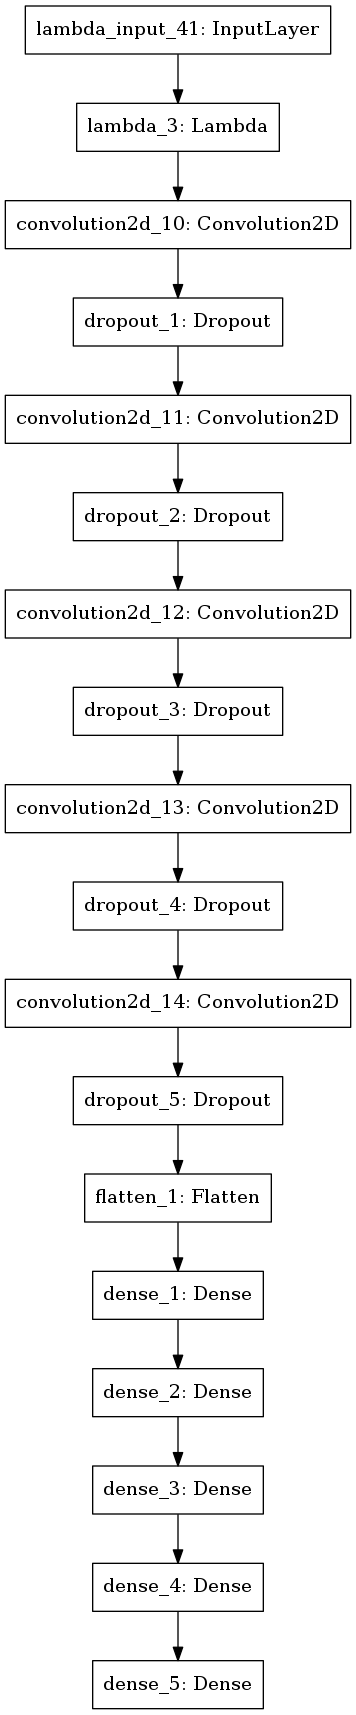 lambda_input_41: InputLayer
lambda_3: Lambda
convolution2d_10: Convolution2D
dropout_1: Dropout
convolution2d_11: Convolution2D
dropout_2: Dropout
convolution2d_12: Convolution2D
dropout_3: Dropout
convolution2d_13: Convolution2D
dropout_4: Dropout
convolution2d_14: Convolution2D
dropout_5: Dropout
flatten_1: Flatten
dense_1: Dense
dense_2: Dense
dense_3: Dense
dense_4: Dense
dense_5: Dense